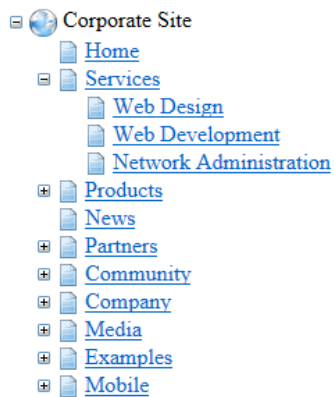 Corporate Site
Home
Services
Web Design
Web Development
Network Administration
Products
News
Partners
Community
Company
Media
Examples
Mobile